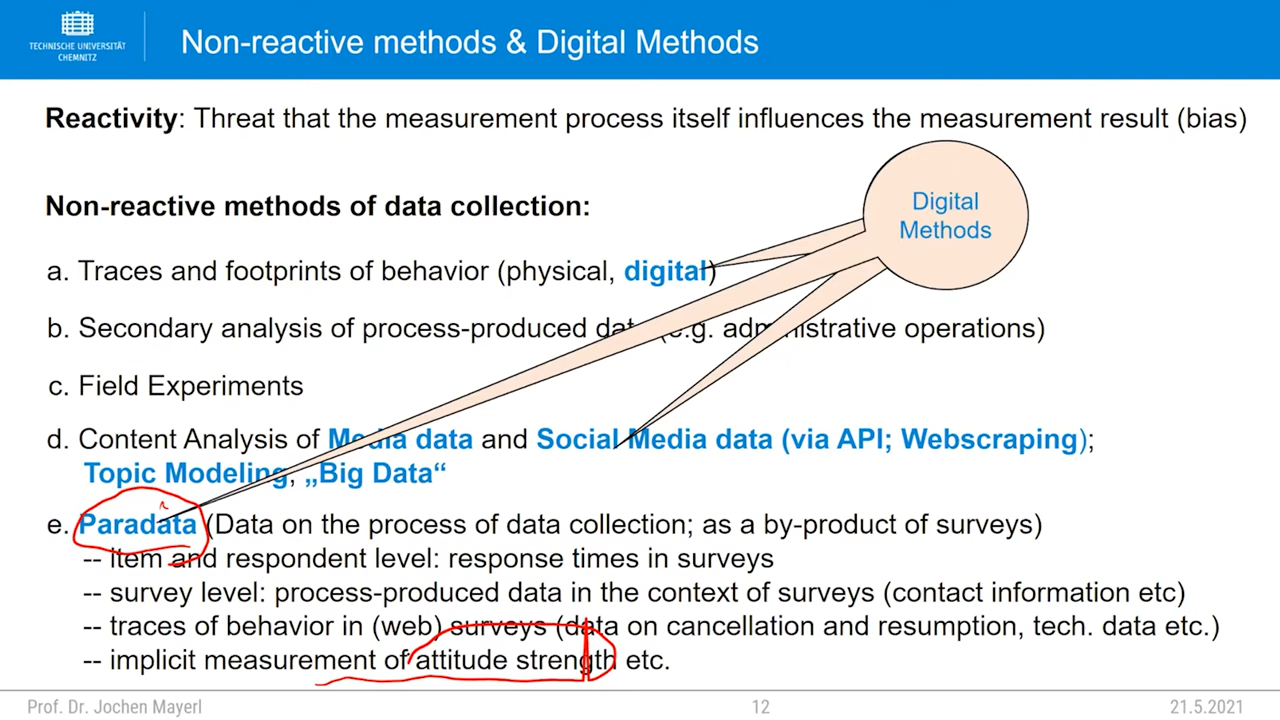 TECHNISCHE UNIVERSITÄT
CHEMNITZ
Non-reactive methods & Digital Methods
Reactivity: Threat that the measurement process itself influences the measurement result (bias)
Digital
Methods
Non-reactive methods of data collection:
a. Traces and footprints of behavior (physical, digital)
b. Secondary analysis of process-produced data (e.g. administrative operations)
c. Field Experiments
d. Content Analysis of Media data and Social Media data (via API; Webscraping);
Topic Modeling, „Big Data“
e. Paradata (Data on the process of data collection; as a by-product of surveys)
-- item and respondent level: response times in surveys
-- survey level: process-produced data in the context of surveys (contact information etc)
-- traces of behavior in (web) surveys (data on cancellation and resumption, tech. data etc.)
-- implicit measurement of attitude strength etc.
Prof. Dr. Jochen Mayerl
12
21.5.2021